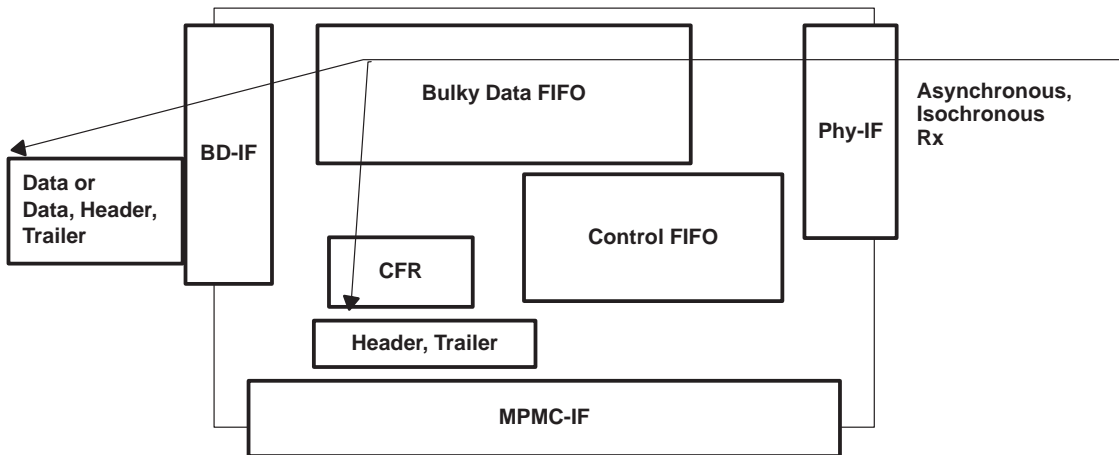 Bulky Data FIFO
Asynchronous,
Isochronous
Rx
Phy-IF
BD-IF
Data or
Data, Header,
Trailer
Control FIFO
CFR
Header, Trailer
MPMC-IF